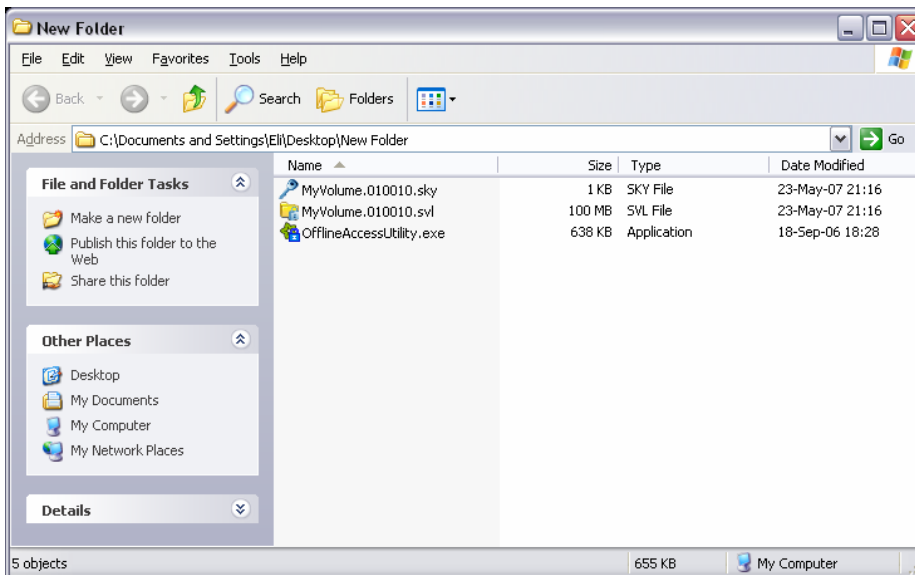 New Folder
File Edit View Favorites Tools Help
Back Search Folders
Address C:\Documents and Settings\Eli\Desktop\New Folder Go
File and Folder Tasks
Make a new folder
Publish this folder to the
Web
Share this folder
Other Places
Desktop
My Documents
My Computer
My Network Places
Details
Name Size Type Date Modified
MyVolume.010010.sky 1 KB SKY File 23-May-07 21:16
MyVolume.010010.svl 100 MB SVL File 23-May-07 21:16
OfflineAccessUtility.exe 638 KB Application 18-Sep-06 18:28
5 objects 655 KB My Computer